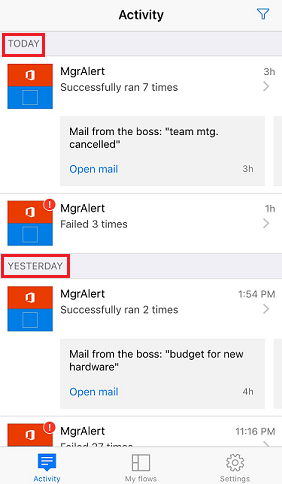 Activity
TODAY
MgrAlert 3h
Successfully ran 7 times
Mail from the boss: "team mtg.
cancelled"
Open mail 3h
MgrAlert 1h
Failed 3 times
YESTERDAY
MgrAlert 1:54 PM
Successfully ran 2 times
Mail from the boss: "budget for new
hardware"
Open mail 4h
MgrAlert 11:16 PM
Failed 27 times
Activity My flows Settings